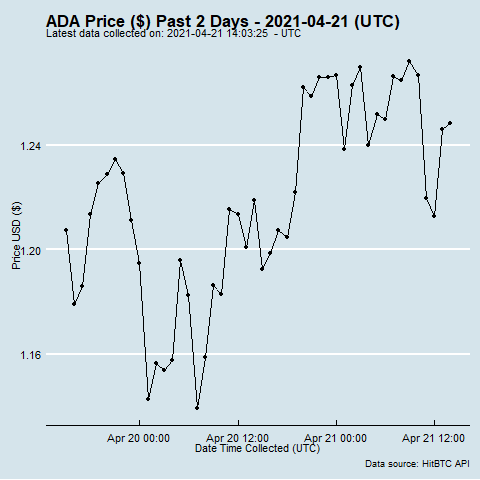 ADA Price ($) Past 2 Days - 2021-04-21 (UTC)
Latest data collected on: 2021-04-21 14:03:25  - UTC
Price USD ($)
1.24
1.20
1.16
Apr 20 00:00
Apr 20 12:00
Apr 21 00:00
Apr 21 12:00
Date Time Collected (UTC)
Data source: HitBTC API